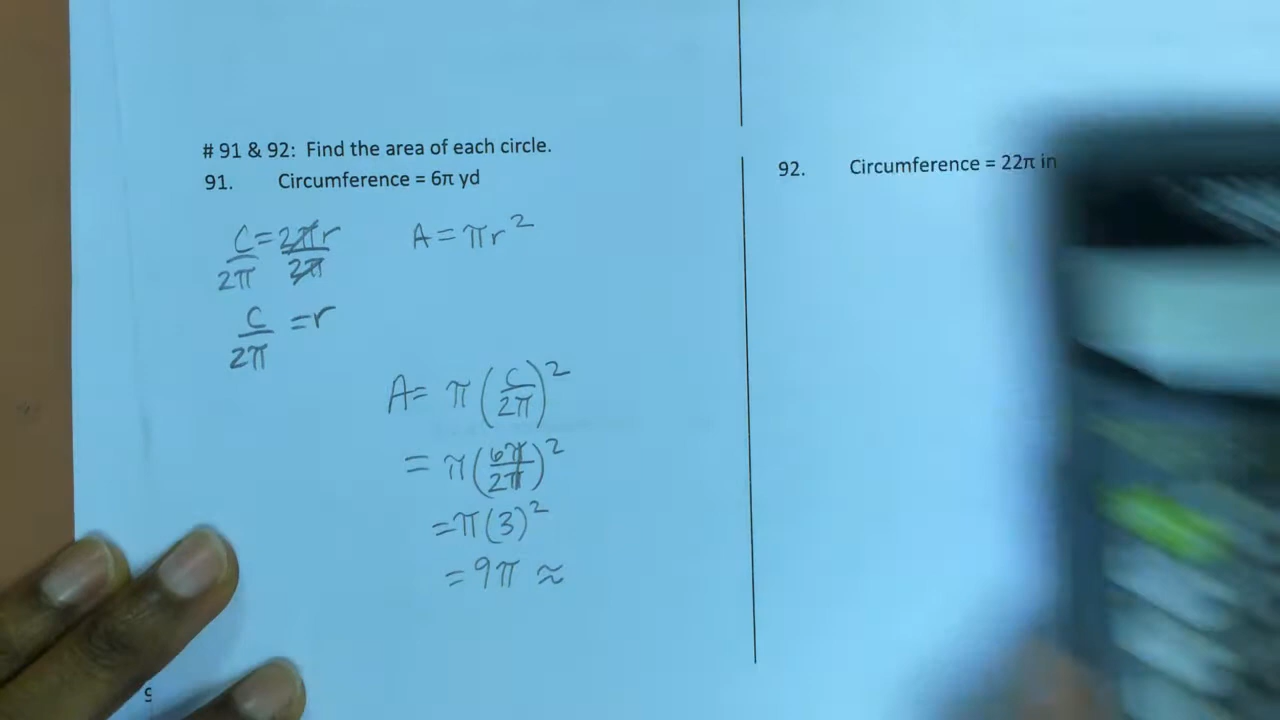 # 91 & 92: Find the area of each circle.
91. Circumference = 6π yd
C = 2πr
2π 2π
C = r
2π
A = πr²
A = π(C/2π)²
= π(6π/2π)²
= π(3)²
= 9π ≈
92. Circumference = 22π in